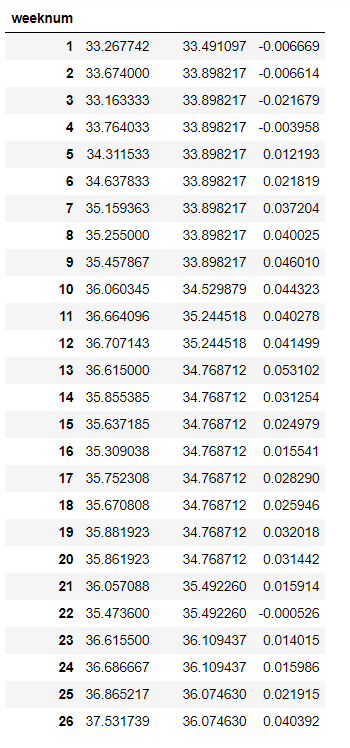 weeknum
1 33.267742 33.491097 -0.006669
2 33.674000 33.898217 -0.006614
3 33.163333 33.898217 -0.021679
4 33.764033 33.898217 -0.003958
5 34.311533 33.898217 0.012193
6 34.637833 33.898217 0.021819
7 35.159363 33.898217 0.037204
8 35.255000 33.898217 0.040025
9 35.457867 33.898217 0.046010
10 36.060345 34.529879 0.044323
11 36.664096 35.244518 0.040278
12 36.707143 35.244518 0.041499
13 36.615000 34.768712 0.053102
14 35.855385 34.768712 0.031254
15 35.637185 34.768712 0.024979
16 35.309038 34.768712 0.015541
17 35.752308 34.768712 0.028290
18 35.670808 34.768712 0.025946
19 35.881923 34.768712 0.032018
20 35.861923 34.768712 0.031442
21 36.057088 35.492260 0.015914
22 35.473600 35.492260 -0.000526
23 36.615500 36.109437 0.014015
24 36.686667 36.109437 0.015986
25 36.865217 36.074630 0.021915
26 37.531739 36.074630 0.040392